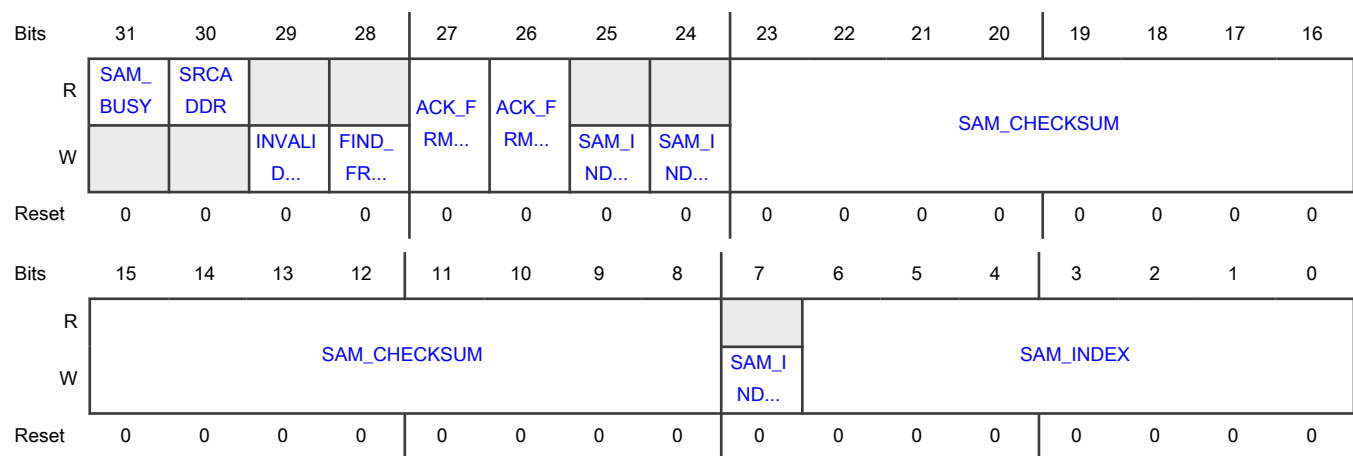 Bits 31 30 29 28 27 26 25 24 23 22 21 20 19 18 17 16
R SAM_ SRCA
BUSY DDR
ACK_F ACK_F SAM_CHECKSUM
RM... RM...
W INVALI FIND_ SAM_I SAM_I
D... FR... ND... ND...
Reset 0 0 0 0 0 0 0 0 0 0 0 0 0 0 0 0
Bits 15 14 13 12 11 10 9 8 7 6 5 4 3 2 1 0
R
SAM_CHECKSUM SAM_INDEX
W SAM_I
ND...
Reset 0 0 0 0 0 0 0 0 0 0 0 0 0 0 0 0